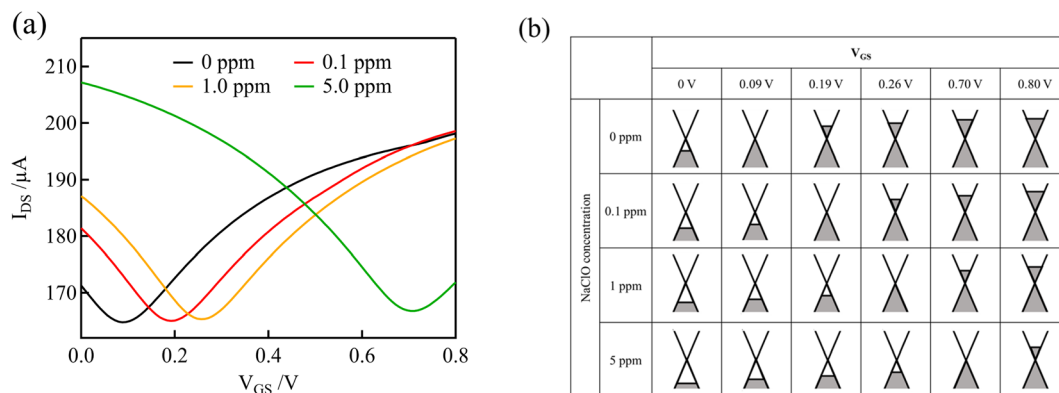 (a)
0 ppm 0.1 ppm
1.0 ppm 5.0 ppm
I_DS /μA
210
200
190
180
170
0.0 0.2 0.4 0.6 0.8
V_GS /V
(b)
V_GS
0 V 0.09 V 0.19 V 0.26 V 0.70 V 0.80 V
NaClO concentration
0 ppm
0.1 ppm
1 ppm
5 ppm